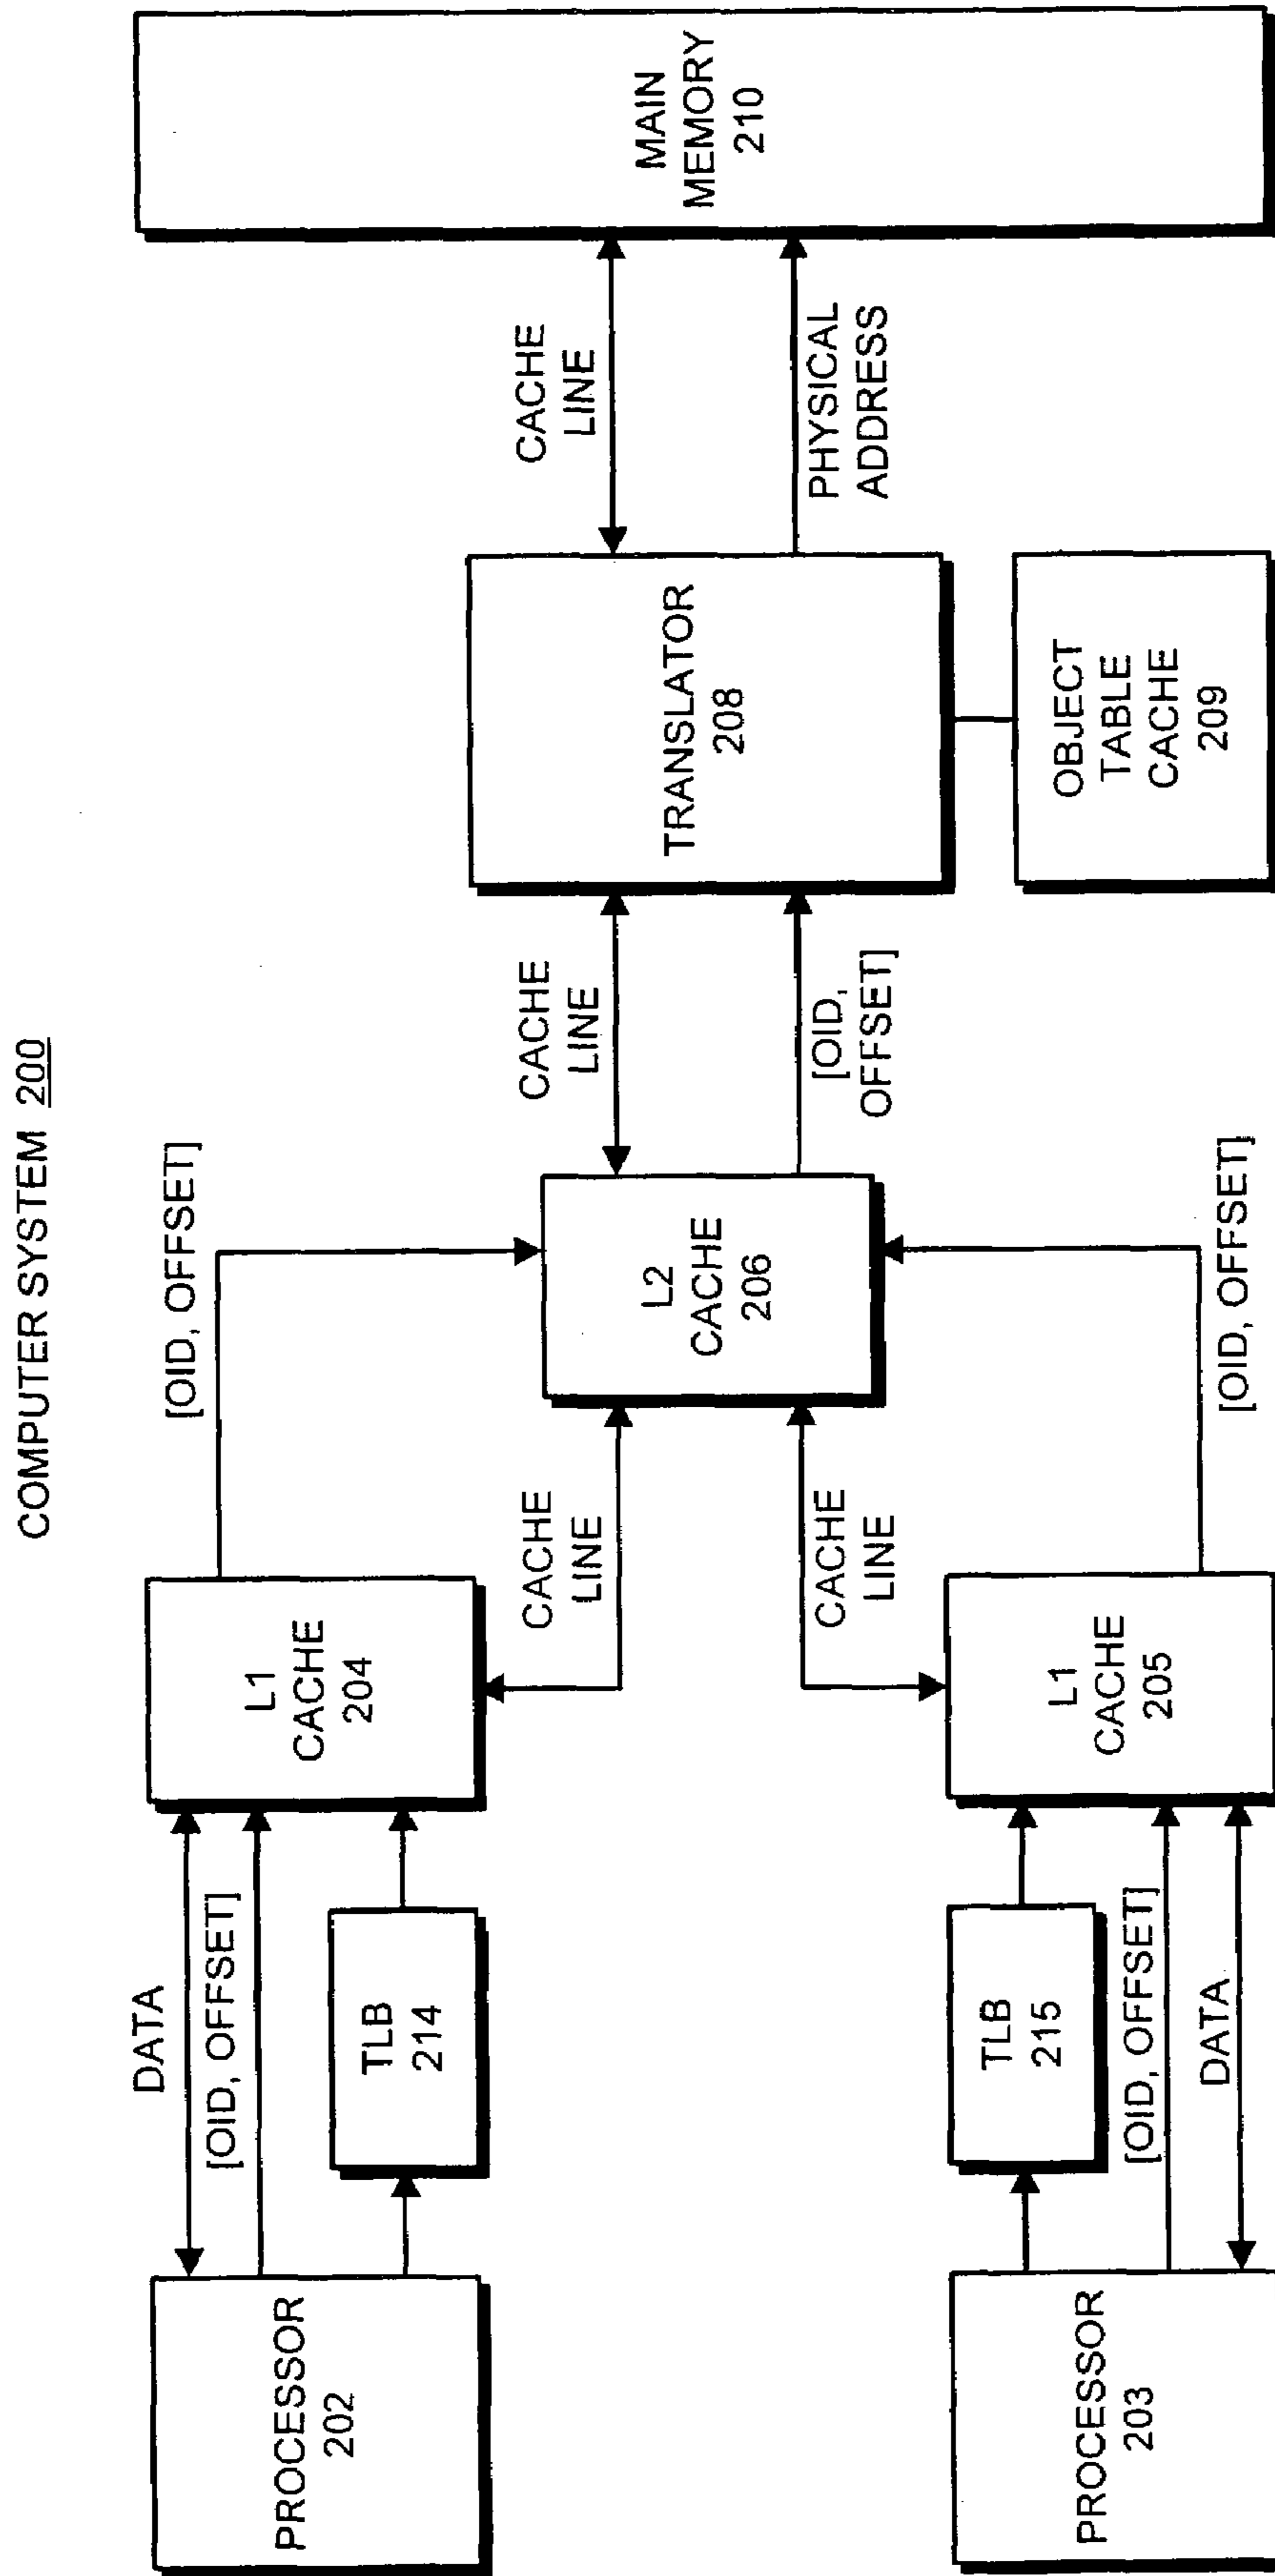 COMPUTER SYSTEM 200
PROCESSOR
202
DATA
[OID, OFFSET]
TLB
214
L1
CACHE
204
[OID, OFFSET]
CACHE
LINE
PROCESSOR
203
TLB
215
[OID, OFFSET]
DATA
L1
CACHE
205
CACHE
LINE
[OID, OFFSET]
L2
CACHE
206
CACHE
LINE
[OID,
OFFSET]
TRANSLATOR
208
OBJECT
TABLE
CACHE
209
CACHE
LINE
PHYSICAL
ADDRESS
MAIN
MEMORY
210